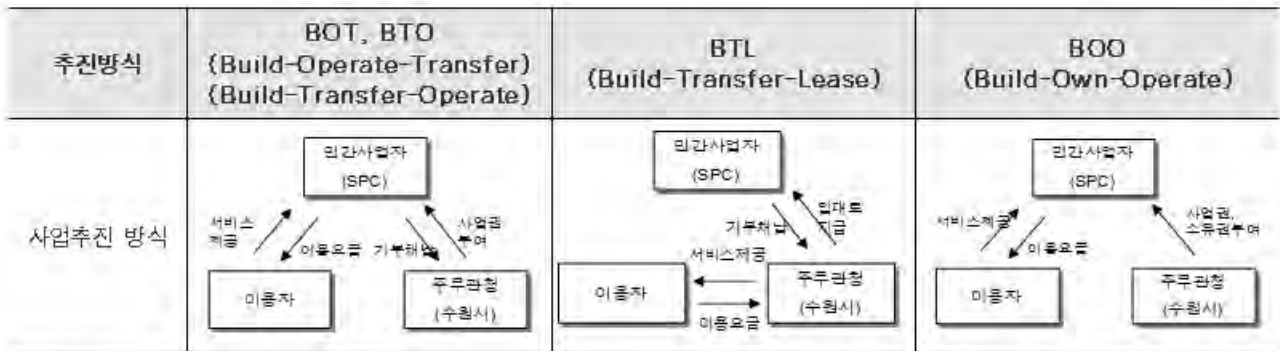 추진방식
BOT, BTO
(Build-Operate-Transfer)
(Build-Transfer-Operate)
BTL
(Build-Transfer-Lease)
BOO
(Build-Own-Operate)
사업추진 방식
민간사업자
(SPC)
서비스
제공
이용요금
기부채납
사업권
부여
이용자
주무관청
(수원시)
민간사업자
(SPC)
기부채납
임대료
지급
서비스제공
이용요금
이용자
주무관청
(수원시)
민간사업자
(SPC)
서비스제공
이용요금
사업권,
소유권부여
이용자
주무관청
(수원시)